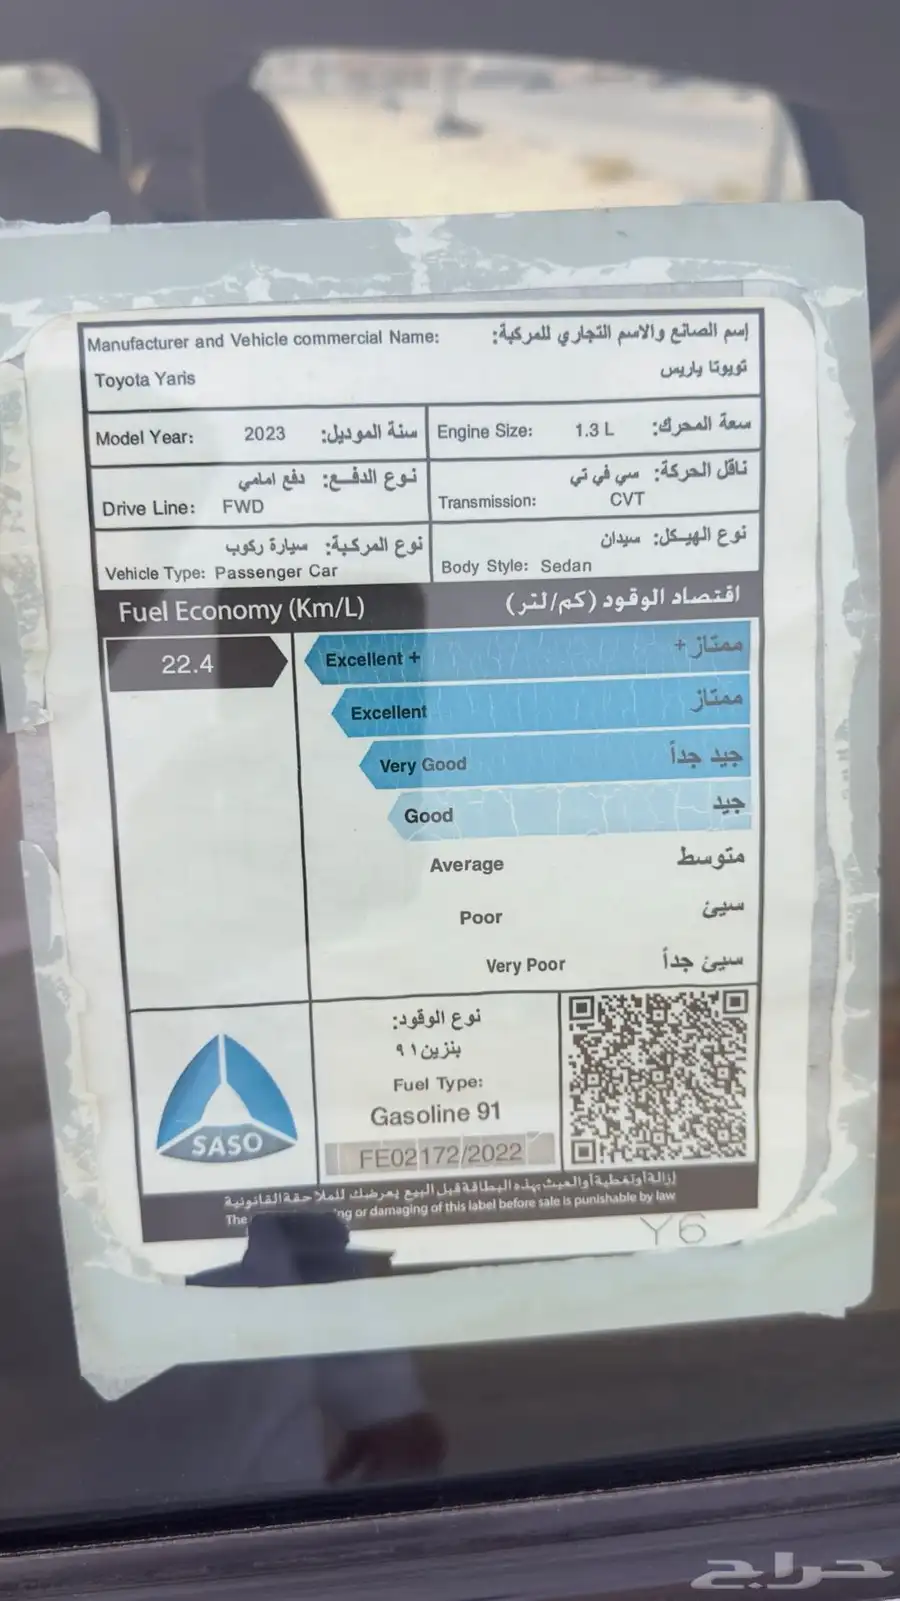 Manufacturer and Vehicle commercial Name: إسم الصانع والاسم التجاري للمركبة:
Toyota Yaris تويوتا ياريس
Model Year: 2023 سنة الموديل:
Engine Size: 1.3 L سعة المحرك:
نوع الدفع: دفع امامي
Drive Line: FWD
ناقل الحركة: سي في تي
Transmission: CVT
نوع المركبة: سيارة ركوب
Vehicle Type: Passenger Car
نوع الهيكل: سيدان
Body Style: Sedan
Fuel Economy (Km/L) اقتصاد الوقود (كم/لتر)
22.4
Excellent + ممتاز +
Excellent ممتاز
Very Good جيد جداً
Good جيد
Average متوسط
Poor سيئ
Very Poor سيئ جداً
SASO
نوع الوقود:
بنزين ٩١
Fuel Type:
Gasoline 91
FE02172/2022
إزالة أو تغطية أو العبث بهذه البطاقة قبل البيع يعرضك للملاحقة القانونية
The ng or damaging of this label before sale is punishable by law
Y6
حراج